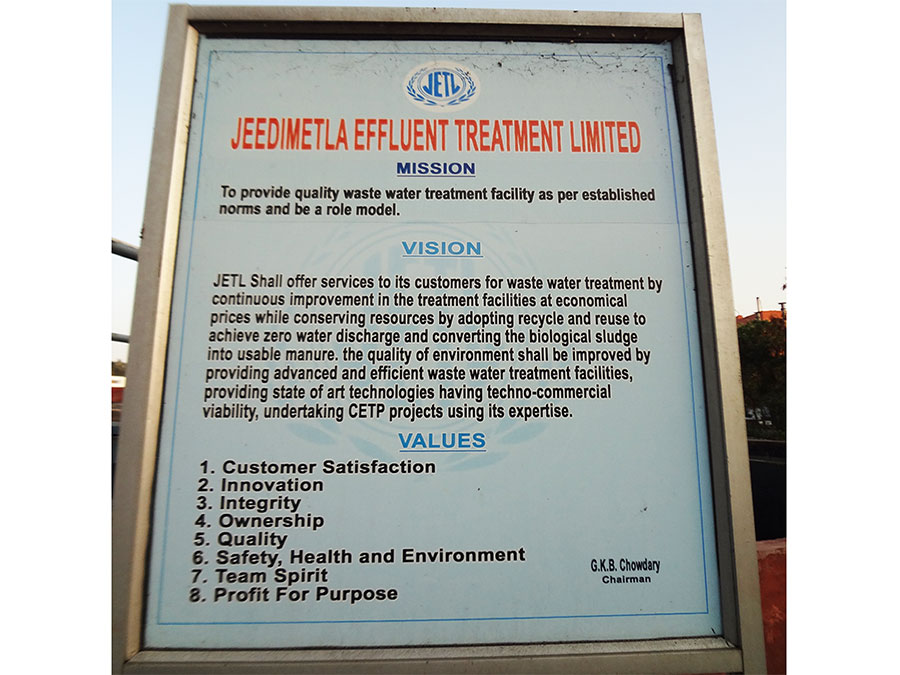 JETL
JEEDIMETLA EFFLUENT TREATMENT LIMITED
MISSION
To provide quality waste water treatment facility as per established
norms and be a role model.
VISION
JETL Shall offer services to its customers for waste water treatment by
continuous improvement in the treatment facilities at economical
prices while conserving resources by adopting recycle and reuse to
achieve zero water discharge and converting the biological sludge
into usable manure. the quality of environment shall be improved by
providing advanced and efficient waste water treatment facilities,
providing state of art technologies having techno-commercial
viability, undertaking CETP projects using its expertise.
VALUES
1. Customer Satisfaction
2. Innovation
3. Integrity
4. Ownership
5. Quality
6. Safety, Health and Environment
7. Team Spirit
8. Profit For Purpose
G.K.B. Chowdary
Chairman